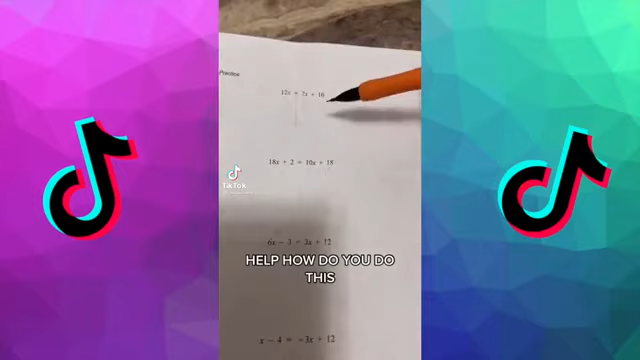 Practice
12x = 7x + 10
18x + 2 = 10x + 18
TikTok
6x − 3 = 3x + 12
HELP HOW DO YOU DO
THIS
x − 4 = −3x + 12